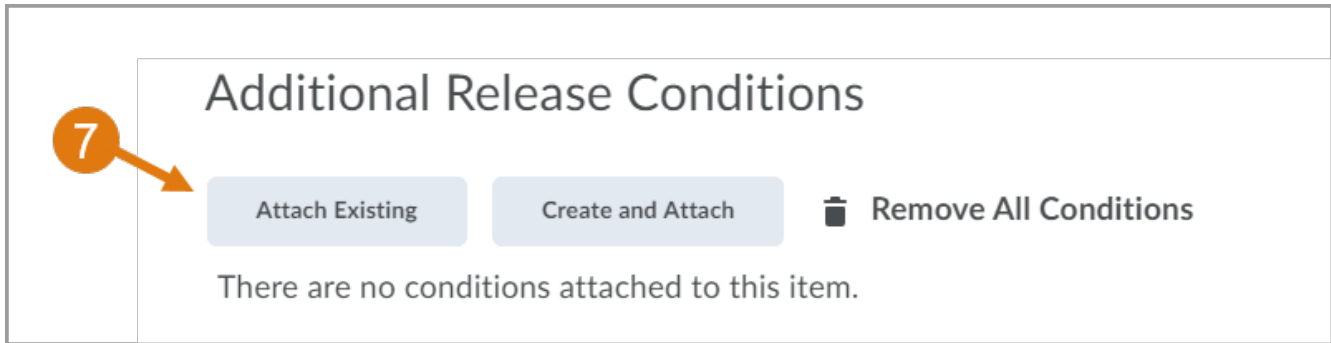 Additional Release Conditions
7
Attach Existing Create and Attach Remove All Conditions
There are no conditions attached to this item.